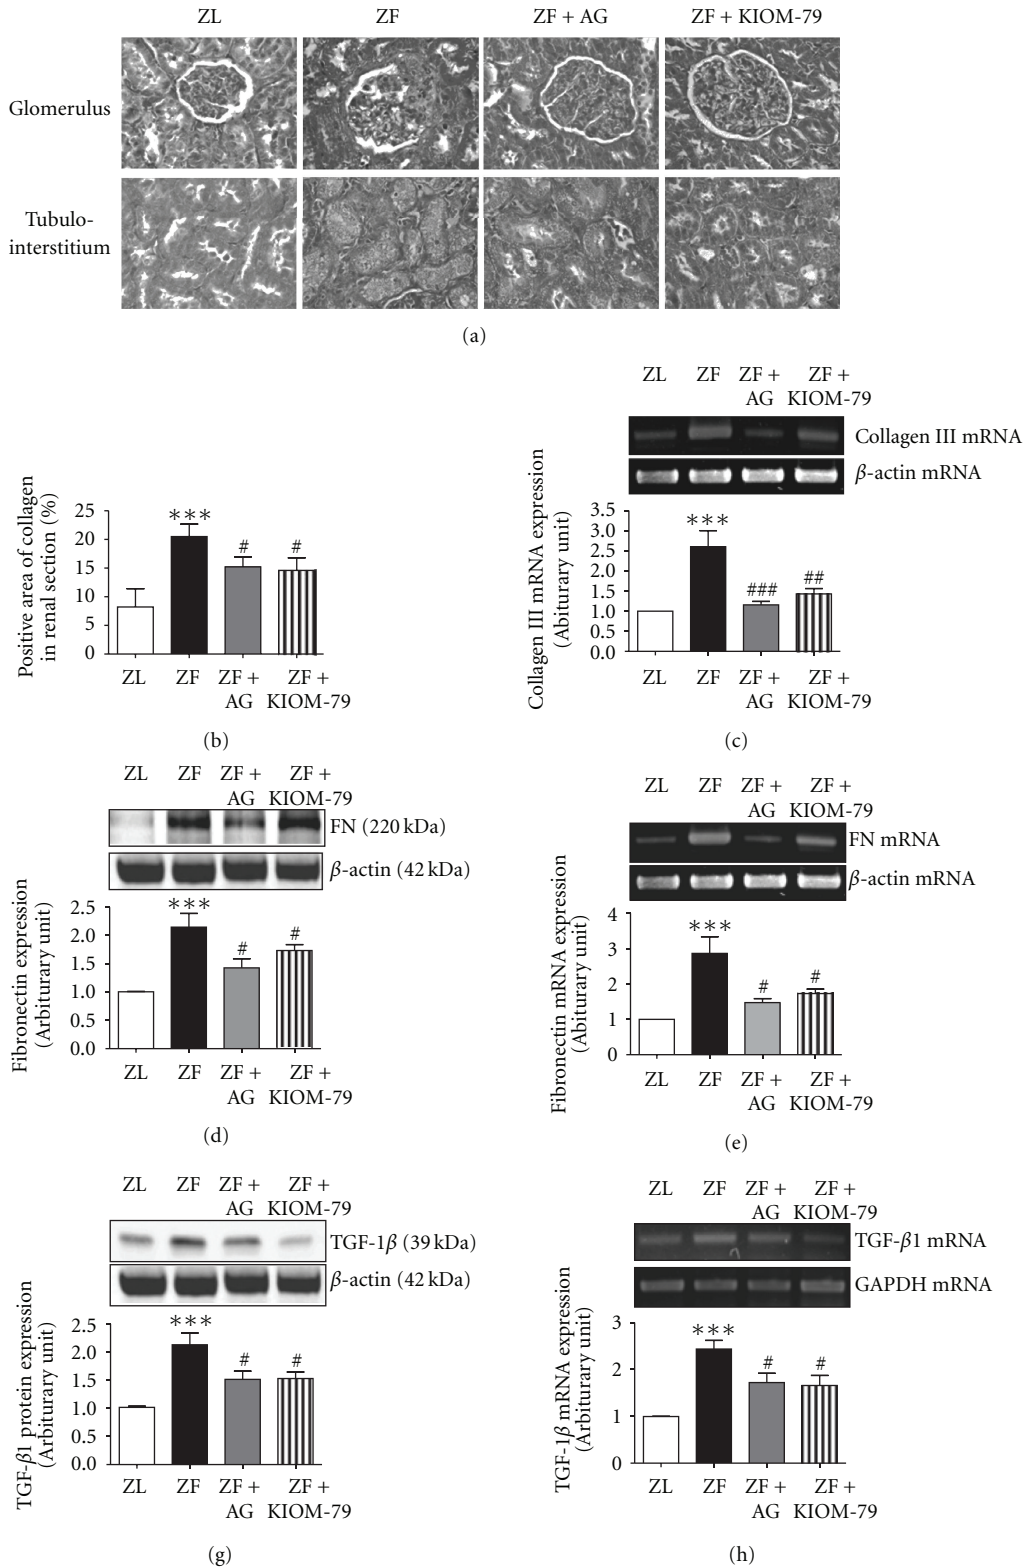 ZL ZF ZF + AG ZF + KIOM-79
Glomerulus
Tubulo-
interstitium
(a)
Positive area of collagen
in renal section (%)
25
20
15
10
5
0
***
#
#
ZL ZF ZF + ZF +
AG KIOM-79
(b)
ZL ZF ZF + ZF +
AG KIOM-79
Collagen III mRNA
β-actin mRNA
Collagen III mRNA expression
(Abiturary unit)
3.5
3.0
2.5
2.0
1.5
1.0
0.5
0.0
***
###
##
ZL ZF ZF + ZF +
AG KIOM-79
(c)
ZL ZF ZF + ZF +
AG KIOM-79
FN (220 kDa)
β-actin (42 kDa)
Fibronectin expression
(Arbiturary unit)
2.5
2.0
1.5
1.0
0.5
0.0
***
#
#
ZL ZF ZF + ZF +
AG KIOM-79
(d)
ZL ZF ZF + ZF +
AG KIOM-79
FN mRNA
β-actin mRNA
Fibronectin mRNA expression
(Abiturary unit)
4
3
2
1
0
***
#
#
ZL ZF ZF + ZF +
AG KIOM-79
(e)
ZL ZF ZF + ZF +
AG KIOM-79
TGF-1β (39 kDa)
β-actin (42 kDa)
TGF-β1 protein expression
(Arbiturary unit)
2.5
2.0
1.5
1.0
0.5
0.0
***
#
#
ZL ZF ZF + ZF +
AG KIOM-79
(g)
ZL ZF ZF + ZF +
AG KIOM-79
TGF-β1 mRNA
GAPDH mRNA
TGF-1β mRNA expression
(Arbiturary unit)
3
2
1
0
***
#
#
ZL ZF ZF + ZF +
AG KIOM-79
(h)